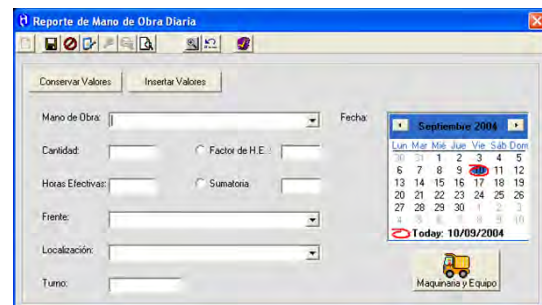 Reporte de Mano de Obra Diaria
Conservar Valores Insertar Valores
Mano de Obra: Fecha:
Septiembre 2004
Lun Mar Mié Jue Vie Sáb Dom
30 31 1 2 3 4 5
Cantidad: Factor de H.E.:
6 7 8 9 10 11 12
13 14 15 16 17 18 19
Horas Efectivas: Sumatoria
20 21 22 23 24 25 26
27 28 29 30 1 2 3
Frente:
4 5 6 7 8 9 10
Today: 10/09/2004
Localización:
Turno: Maquinaria y Equipo